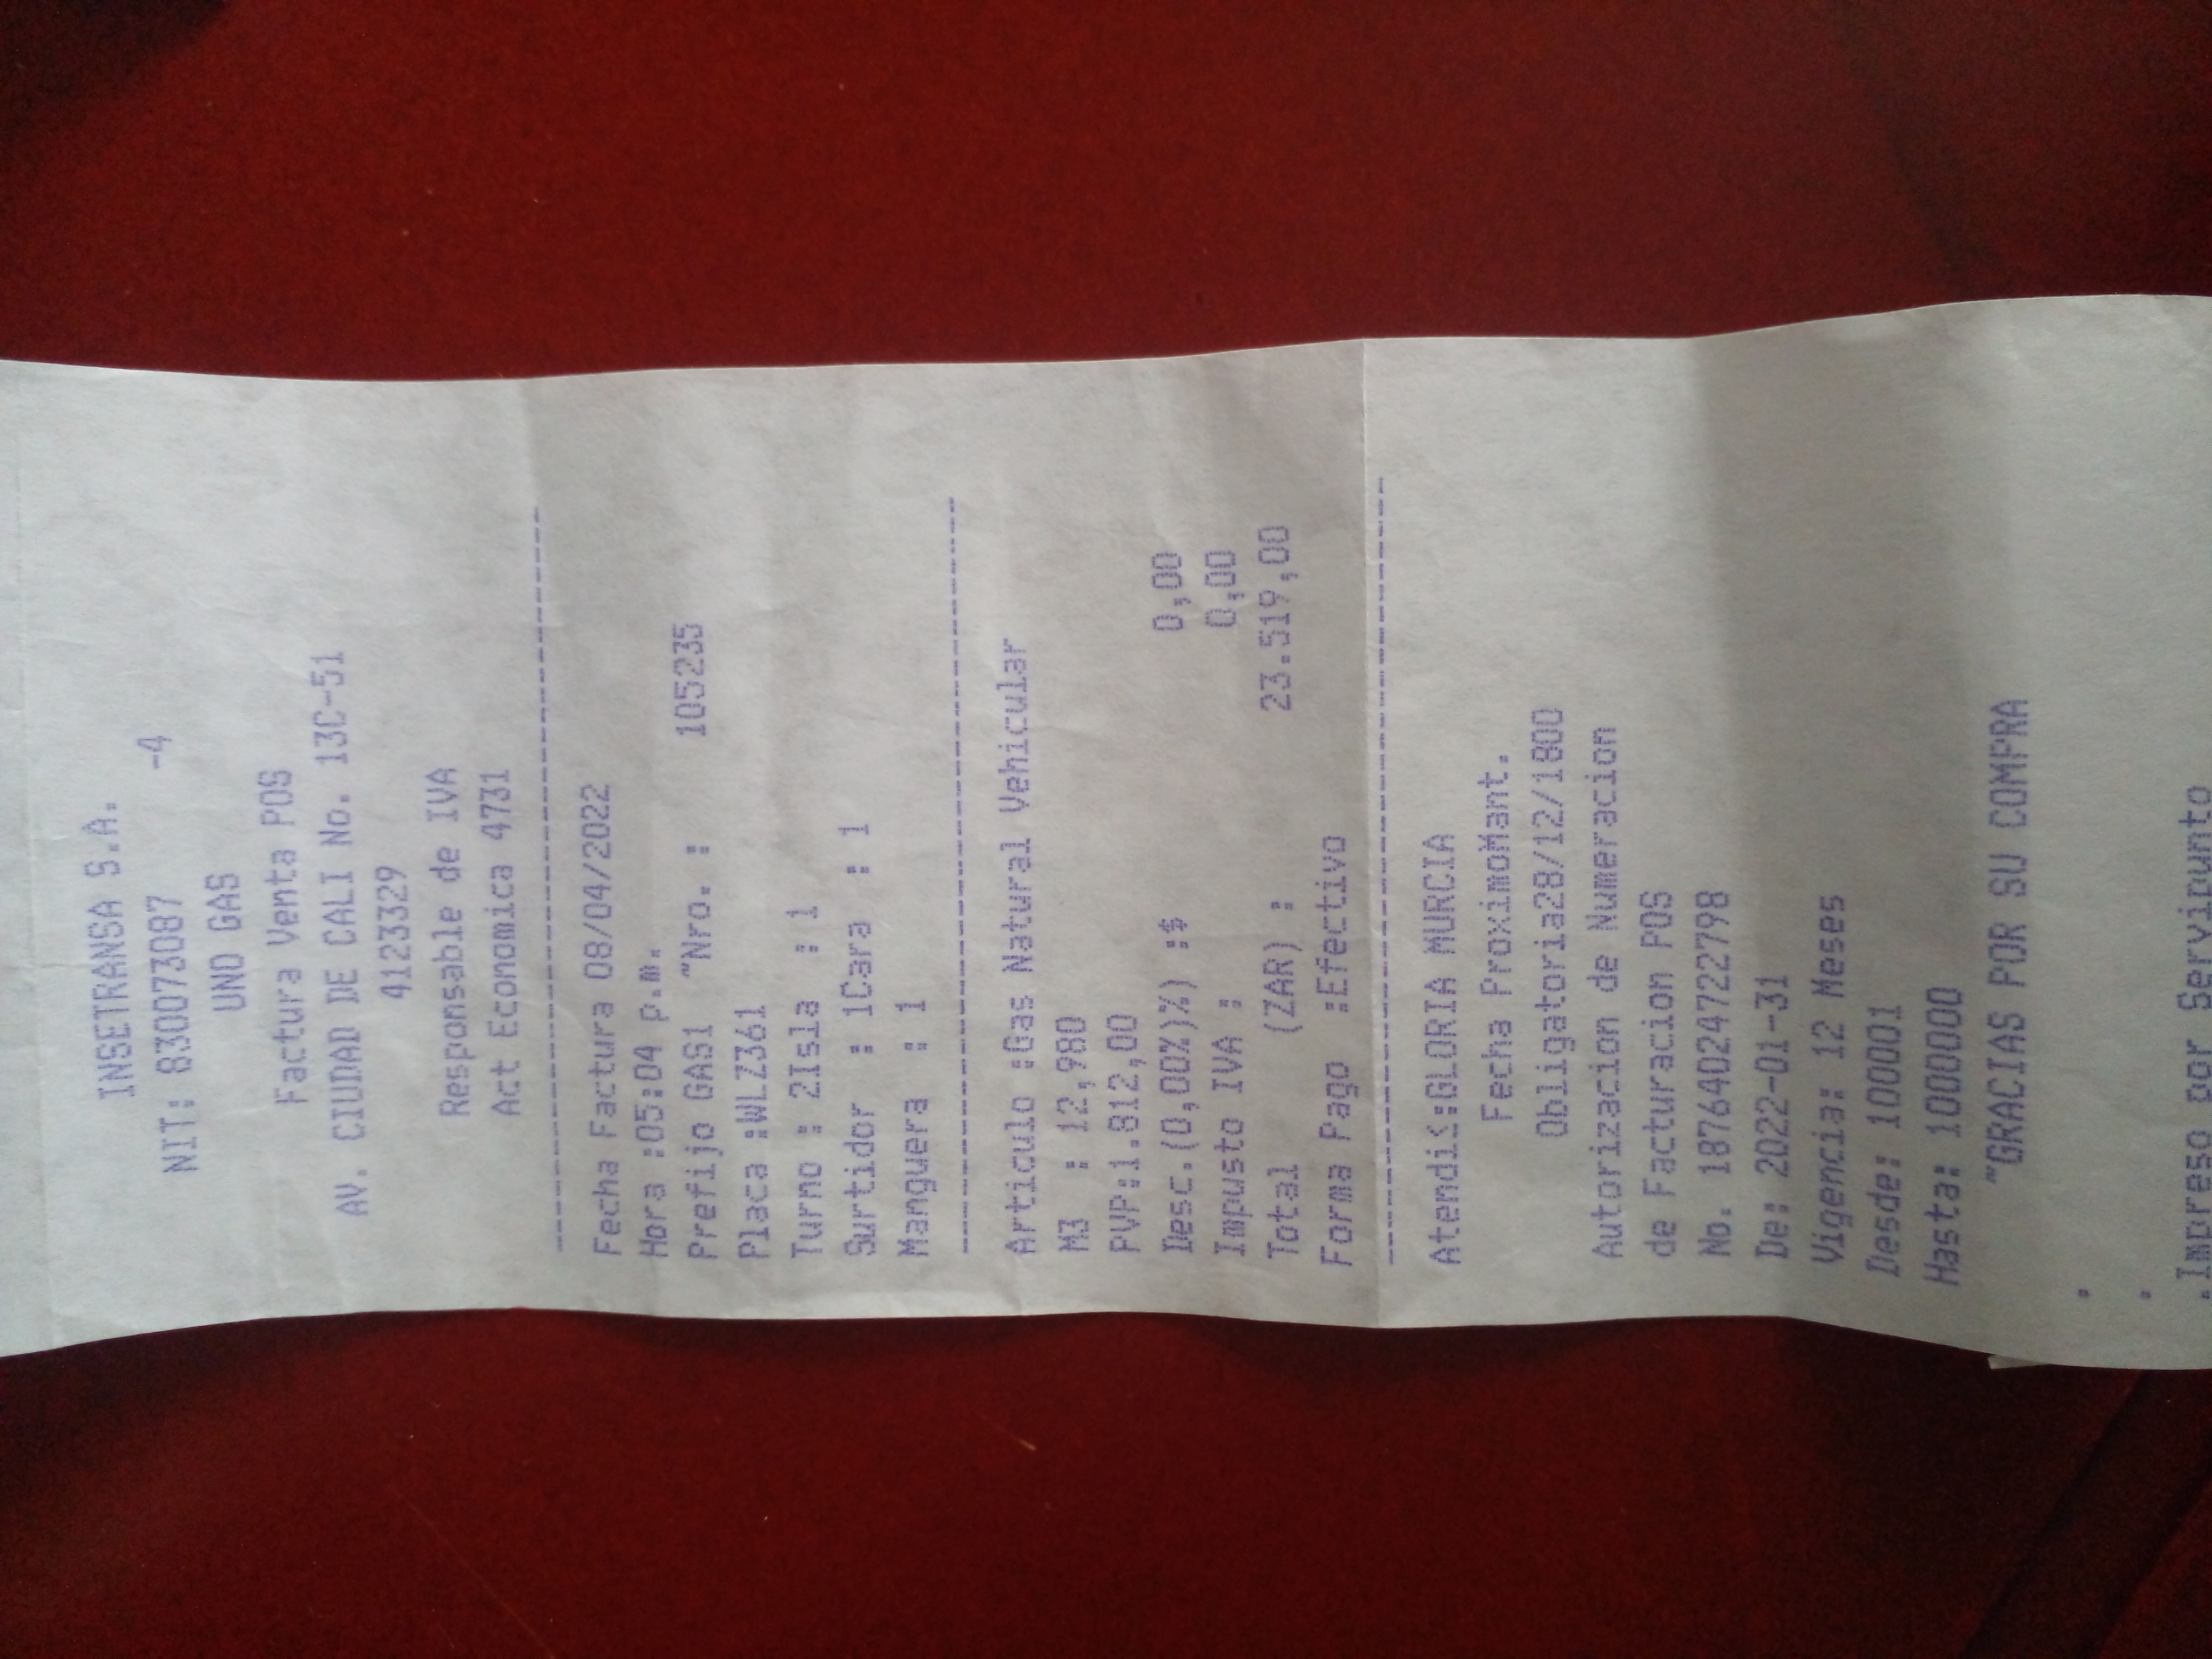 INSETRANSA S.A.
NIT: 830073087      -4
UNO GAS
Factura Venta POS
AV. CIUDAD DE CALI No. 13C-51
4123329
Responsable de IVA
Act Economica 4731
--------------------------------
Fecha Factura 08/04/2022
Hora :05:04 p.m.
Prefijo GAS1  "Nro. :     105235
Placa :WLZ361
Turno : 2Isla  : 1
Surtidor  : 1Cara  : 1
Manguera  : 1
--------------------------------
Articulo :Gas Natural Vehicular
M3  : 12,980
PVP:1.812,00
Desc.(0,00%)%) :$          0,00
Impusto IVA :              0,00
Total     (ZAR) :     23.519,00
Forma Pago  :Efectivo
--------------------------------
Atendi<:GLORIA MURCIA
Fecha ProximoMant.
Obligatoria28/12/1800
Autorizacion de Numeracion
de Facturacion POS
No. 18764024722798
De: 2022-01-31
Vigencia: 12 Meses
Desde: 100001
Hasta: 1000000
"GRACIAS POR SU COMPRA
.
.
.Impreso por Servipunto